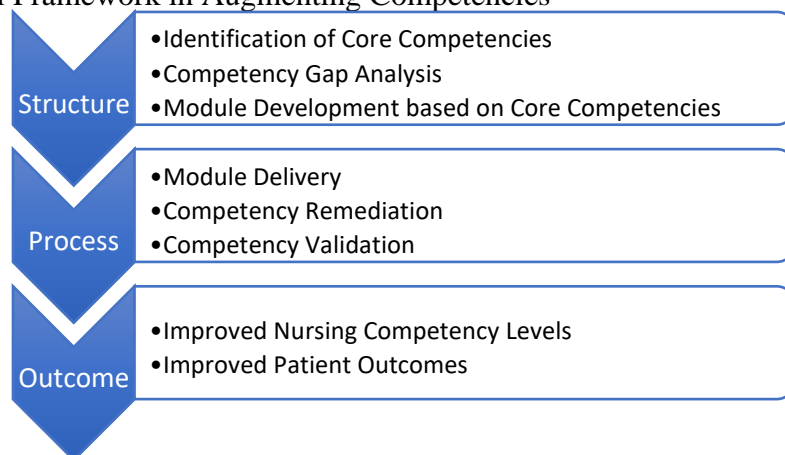 Framework in Augmenting Competencies
Structure
•Identification of Core Competencies
•Competency Gap Analysis
•Module Development based on Core Competencies
Process
•Module Delivery
•Competency Remediation
•Competency Validation
Outcome
•Improved Nursing Competency Levels
•Improved Patient Outcomes